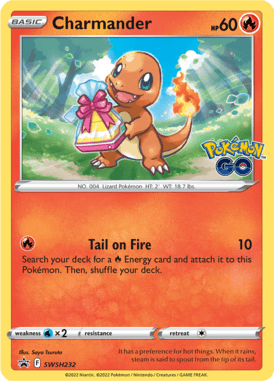 BASIC Charmander HP60
Pokémon GO
NO. 004 Lizard Pokémon HT: 2' WT: 18.7 lbs.
Tail on Fire 10
Search your deck for a Energy card and attach it to this
Pokémon. Then, shuffle your deck.
weakness ×2 resistance retreat
Illus. Saya Tsuruta
F SWSH232
It has a preference for hot things. When it rains,
steam is said to spout from the tip of its tail.
©2022 Pokémon / Nintendo / Creatures / GAME FREAK.